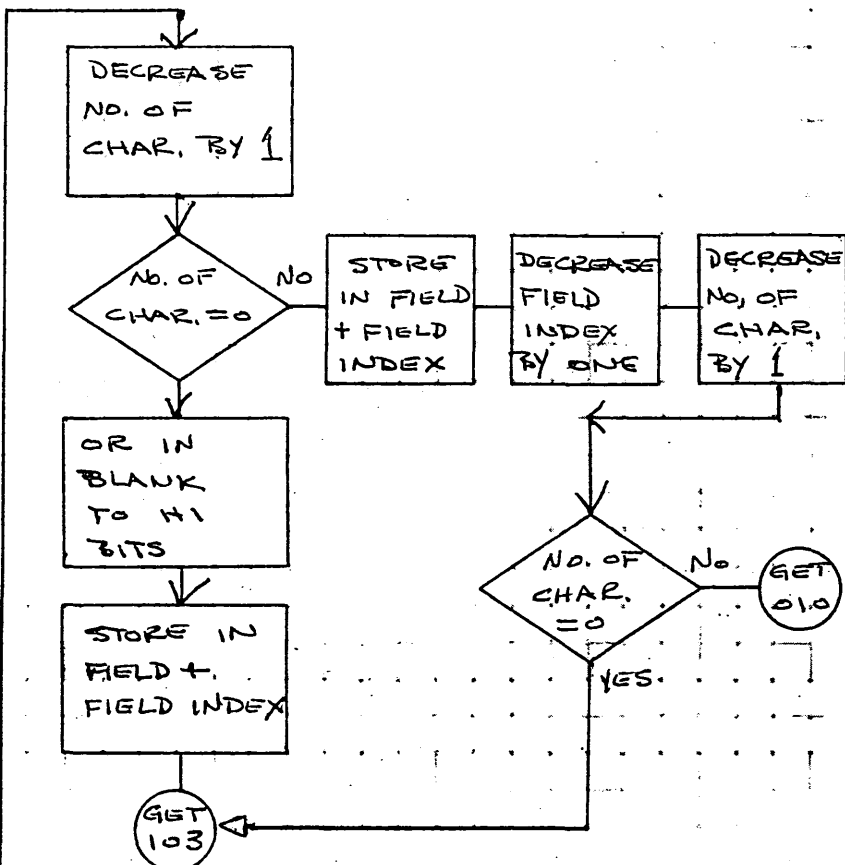 DECREASE
NO. OF
CHAR. BY 1
NO. OF
CHAR. = 0
NO
STORE
IN FIELD
+ FIELD
INDEX
DECREASE
FIELD
INDEX
BY ONE
DECREASE
NO. OF
CHAR.
BY 1
OR IN
BLANK
TO HI
BITS
STORE IN
FIELD +
FIELD INDEX
GET
103
NO. OF
CHAR.
= 0
NO
GET
010
YES